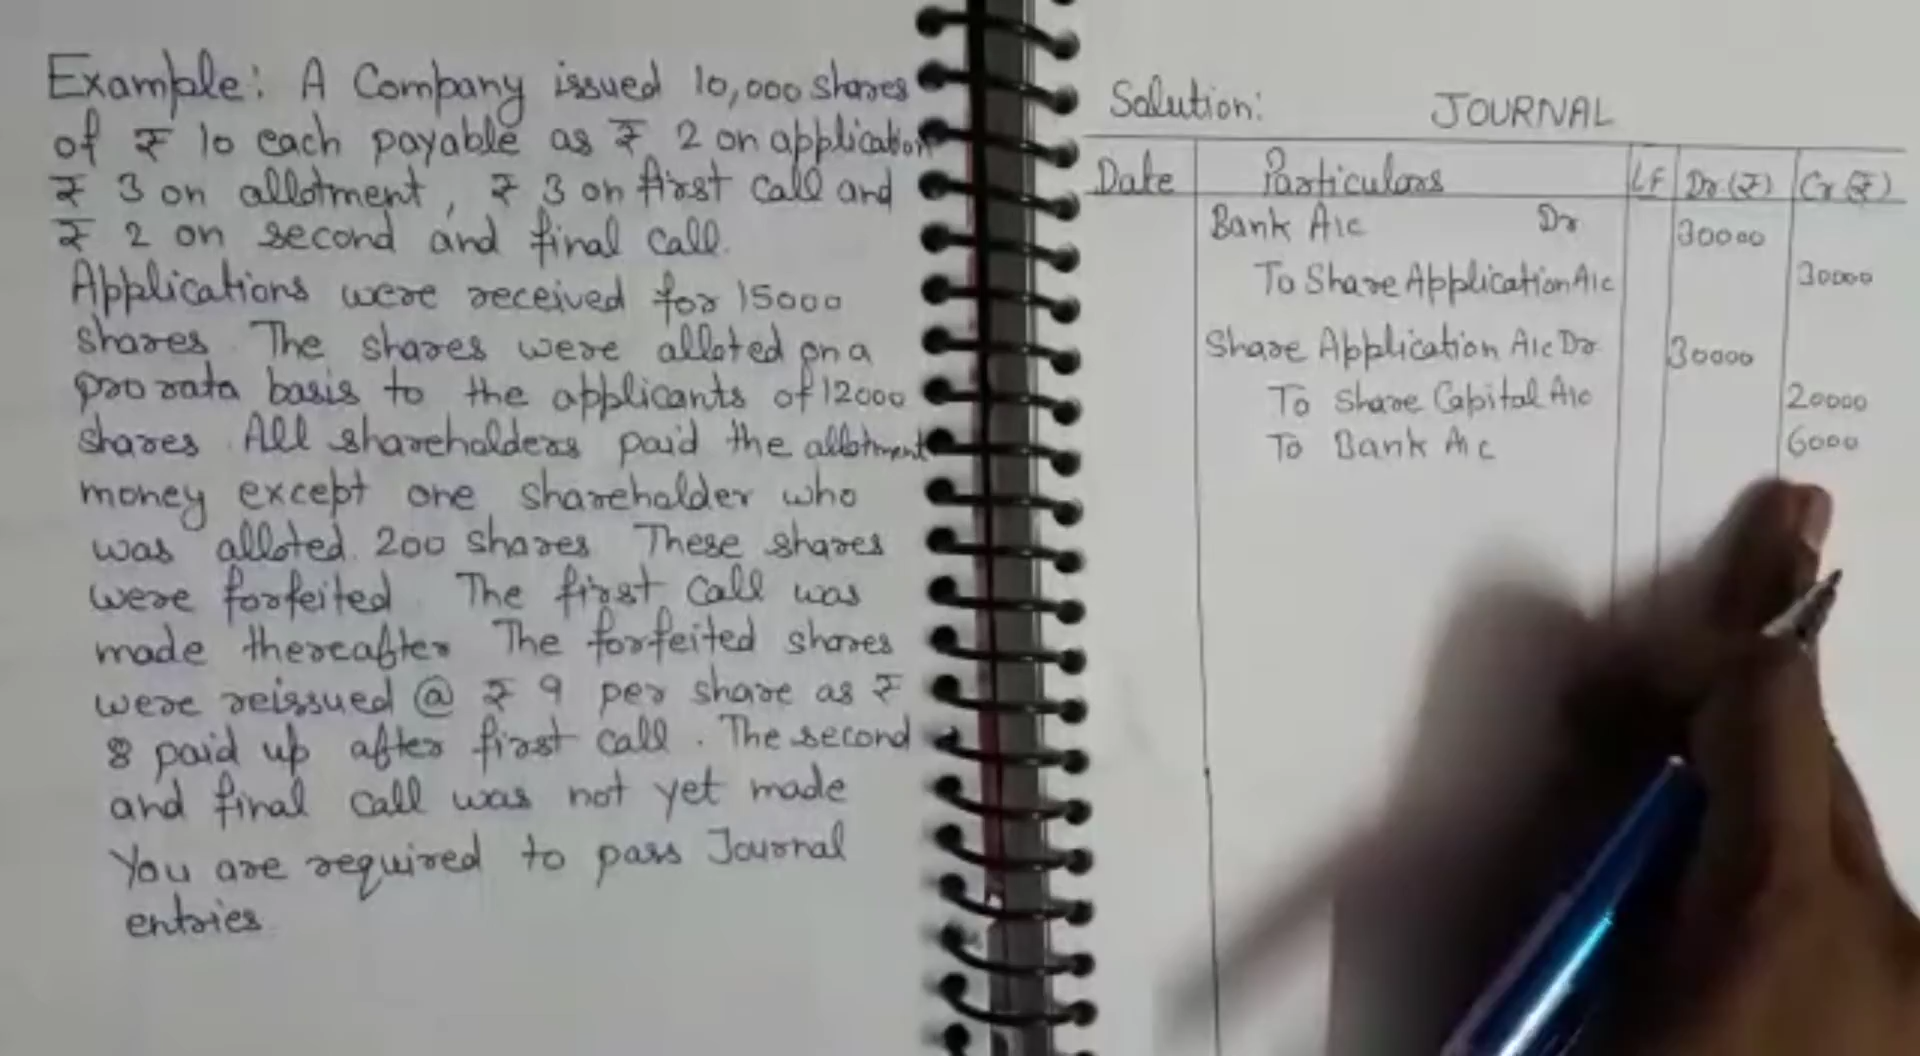 Example: A Company issued 10,000 shares
of ₹ 10 each payable as ₹ 2 on application
₹ 3 on allotment, ₹ 3 on first call and
₹ 2 on second and final call.
Applications were received for 15000
shares. The shares were alloted on a
pro rata basis to the applicants of 12000
shares. All shareholders paid the allotment
money except one shareholder who
was alloted 200 shares. These shares
were forfeited. The first call was
made thereafter. The forfeited shares
were reissued @ ₹ 9 per share as ₹
8 paid up after first call. The second
and final call was not yet made
You are required to pass Journal
entries
Solution: JOURNAL
Date Particulars LF Dr (₹) Cr (₹)
Bank A/c Dr 30000
To Share Application A/c 30000
Share Application A/c Dr 30000
To Share Capital A/c 20000
To Bank A/c 6000